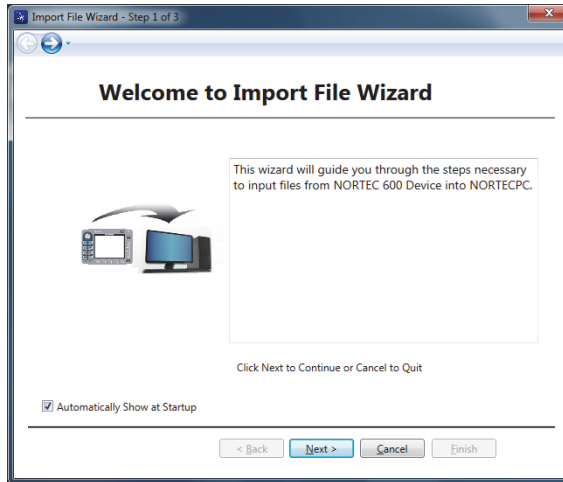 Import File Wizard - Step 1 of 3
Welcome to Import File Wizard
This wizard will guide you through the steps necessary
to input files from NORTEC 600 Device into NORTECPC.
Click Next to Continue or Cancel to Quit
Automatically Show at Startup
< Back Next > Cancel Finish